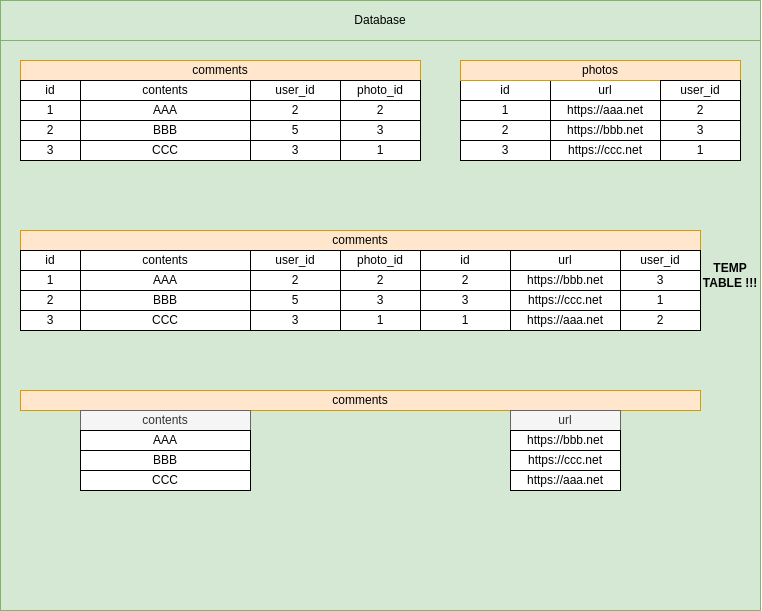 Database
comments photos
id contents user_id photo_id id url user_id
1 AAA 2 2 1 https://aaa.net 2
2 BBB 5 3 2 https://bbb.net 3
3 CCC 3 1 3 https://ccc.net 1
comments
id contents user_id photo_id id url user_id
TEMP
TABLE !!!
1 AAA 2 2 2 https://bbb.net 3
2 BBB 5 3 3 https://ccc.net 1
3 CCC 3 1 1 https://aaa.net 2
comments
contents url
AAA https://bbb.net
BBB https://ccc.net
CCC https://aaa.net